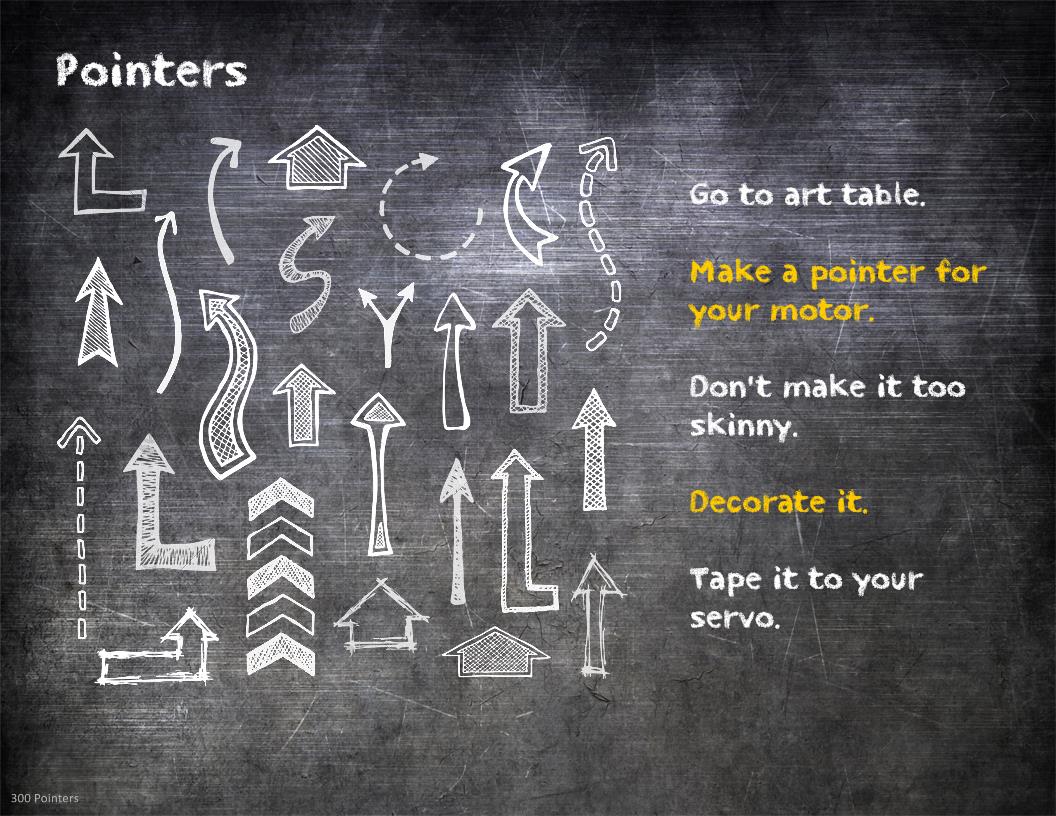 Pointers
Go to art table.
Make a pointer for
your motor.
Don't make it too
skinny.
Decorate it.
Tape it to your
servo.
300 Pointers